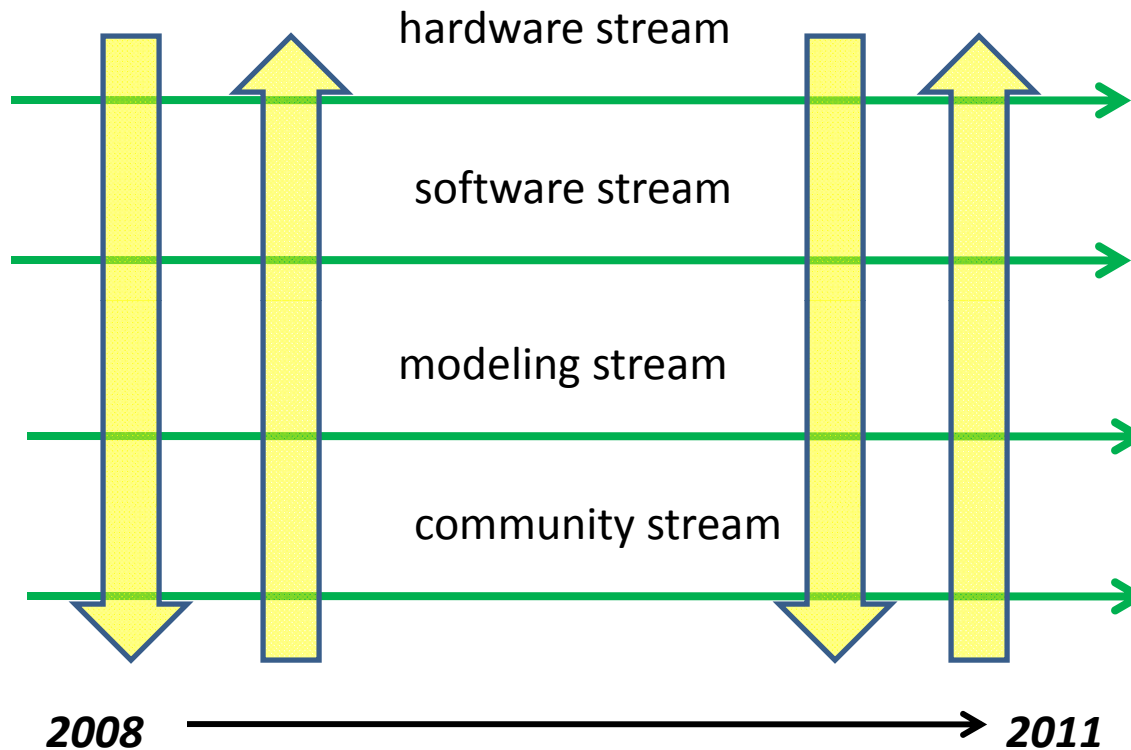 hardware stream
software stream
modeling stream
community stream
2008
2011